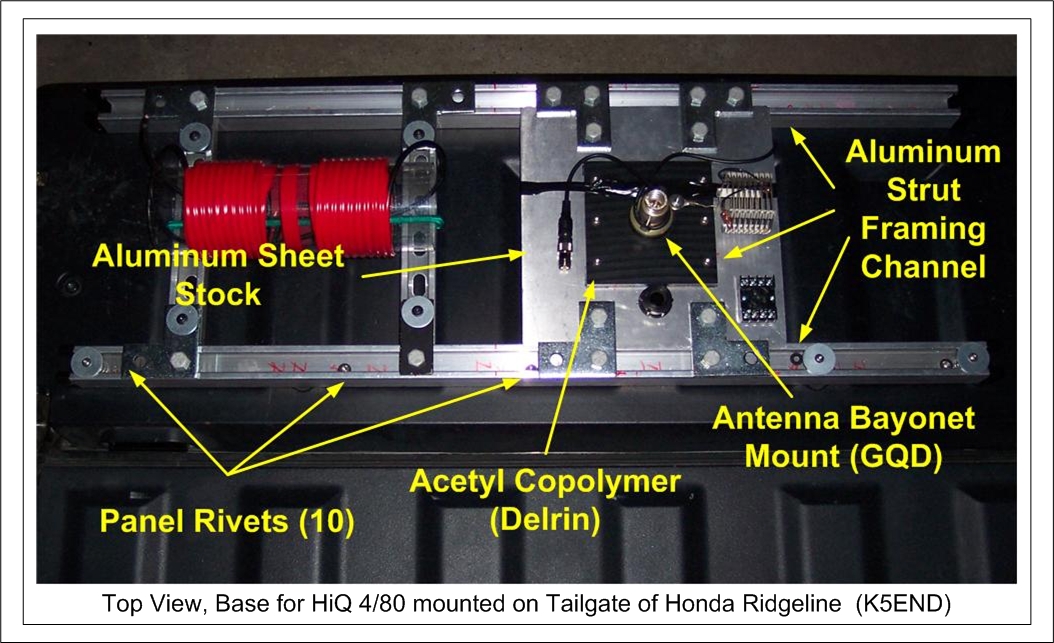 Aluminum
Strut
Framing
Channel
Aluminum Sheet
Stock
Antenna Bayonet
Mount (GQD)
Acetyl Copolymer
(Delrin)
Panel Rivets (10)
Top View, Base for HiQ 4/80 mounted on Tailgate of Honda Ridgeline (K5END)